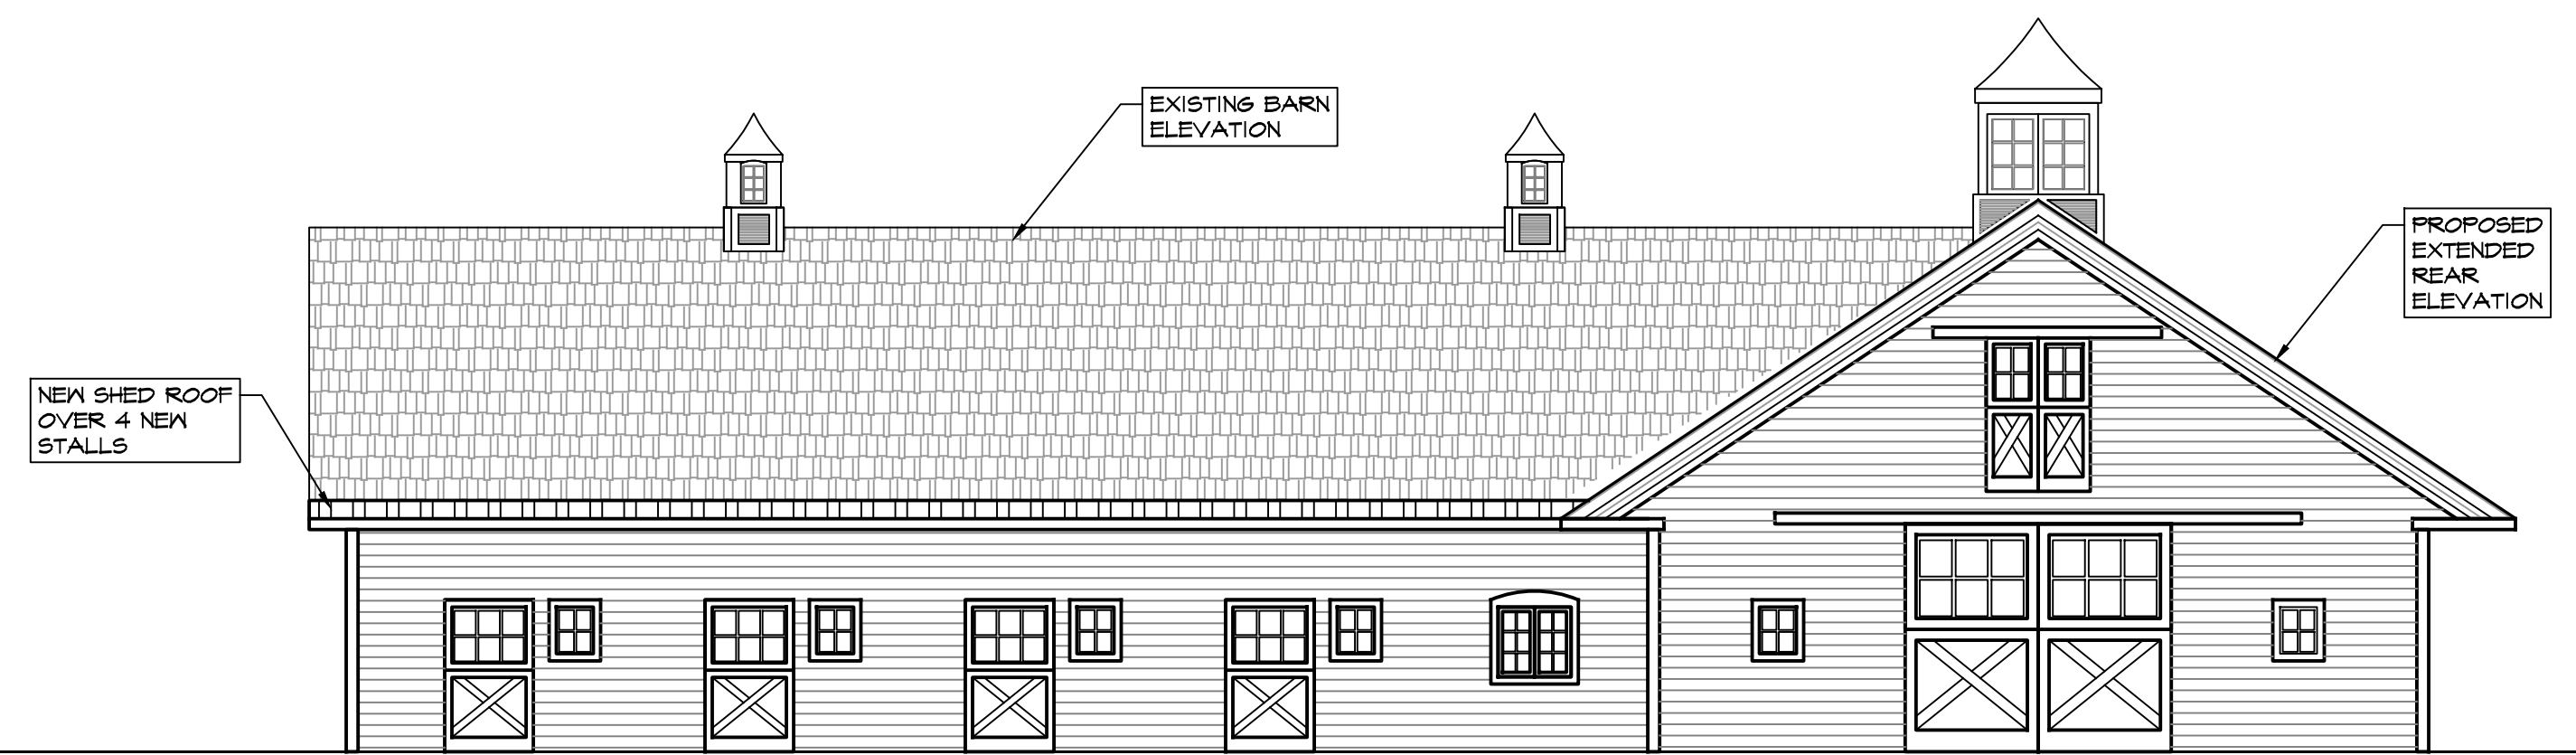 EXISTING BARN
ELEVATION
PROPOSED
EXTENDED
REAR
ELEVATION
NEW SHED ROOF
OVER 4 NEW
STALLS